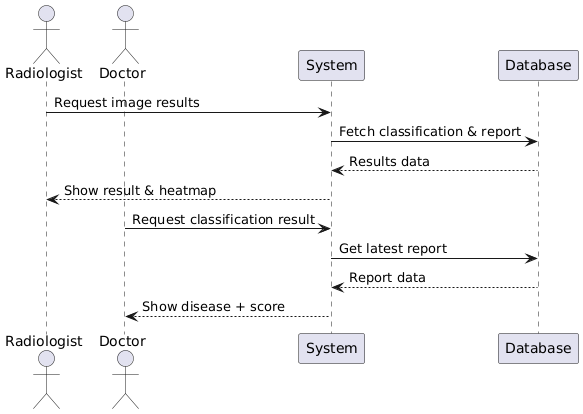 Radiologist
Doctor
System
Database
Request image results
Fetch classification & report
Results data
Show result & heatmap
Request classification result
Get latest report
Report data
Show disease + score
Radiologist
Doctor
System
Database